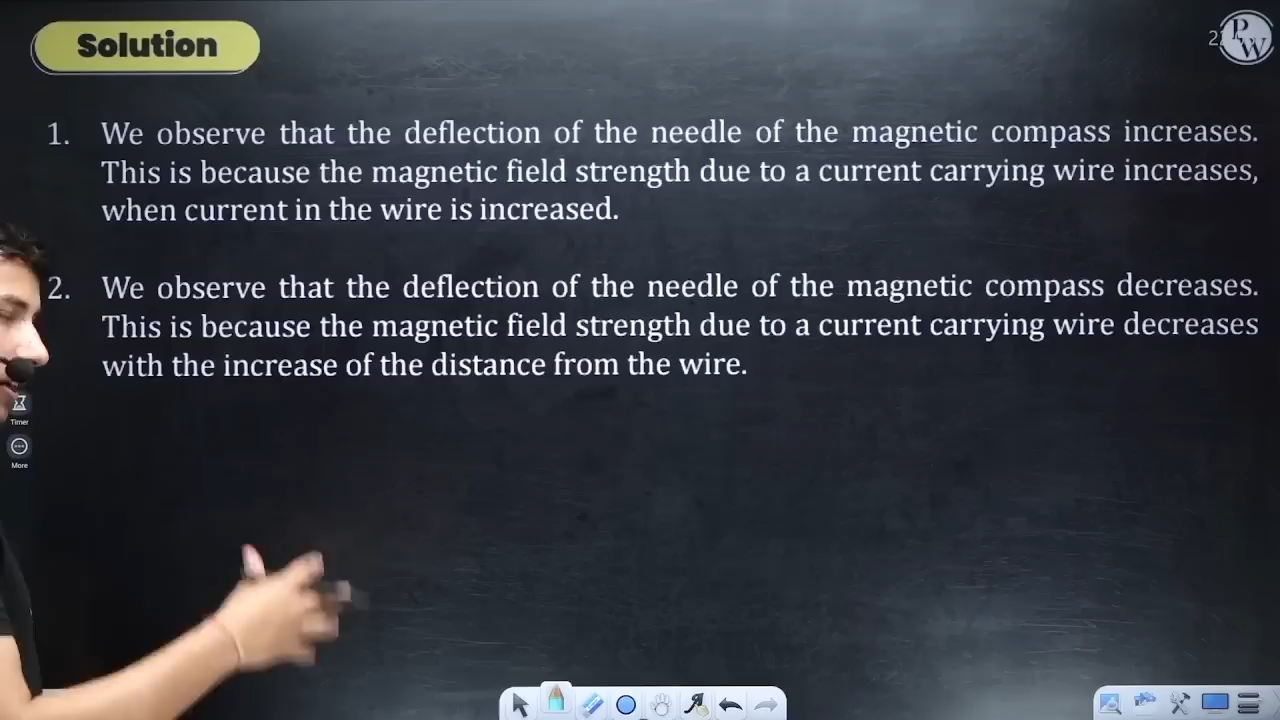 Solution
PW
1. We observe that the deflection of the needle of the magnetic compass increases.
This is because the magnetic field strength due to a current carrying wire increases,
when current in the wire is increased.
2. We observe that the deflection of the needle of the magnetic compass decreases.
This is because the magnetic field strength due to a current carrying wire decreases
with the increase of the distance from the wire.
Timer
More